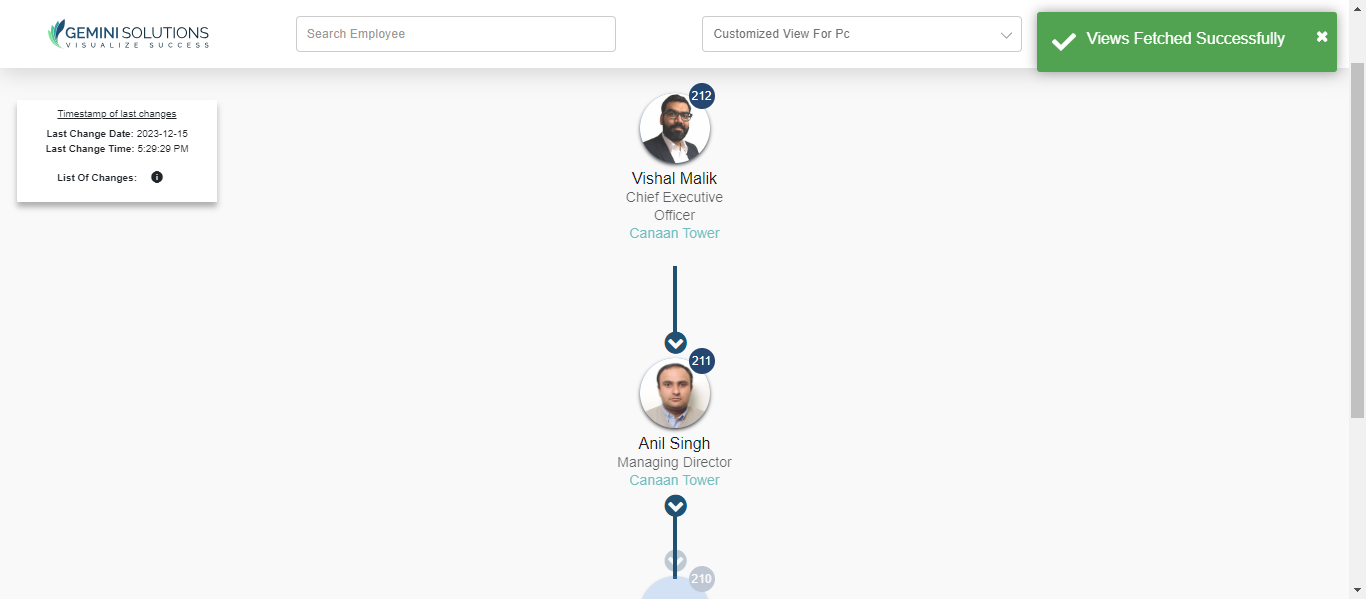 GEMINI SOLUTIONS
VISUALIZE SUCCESS
Search Employee
Customized View For Pc
Views Fetched Successfully
Timestamp of last changes
Last Change Date: 2023-12-15
Last Change Time: 5:29:29 PM
List Of Changes:
212
Vishal Malik
Chief Executive
Officer
Canaan Tower
211
Anil Singh
Managing Director
Canaan Tower
210